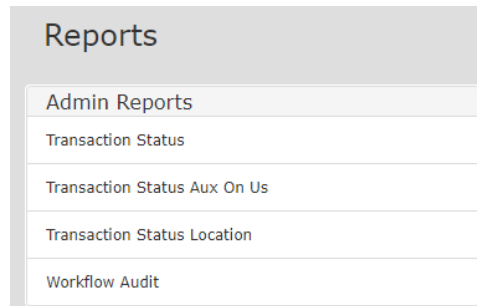 Reports
Admin Reports
Transaction Status
Transaction Status Aux On Us
Transaction Status Location
Workflow Audit